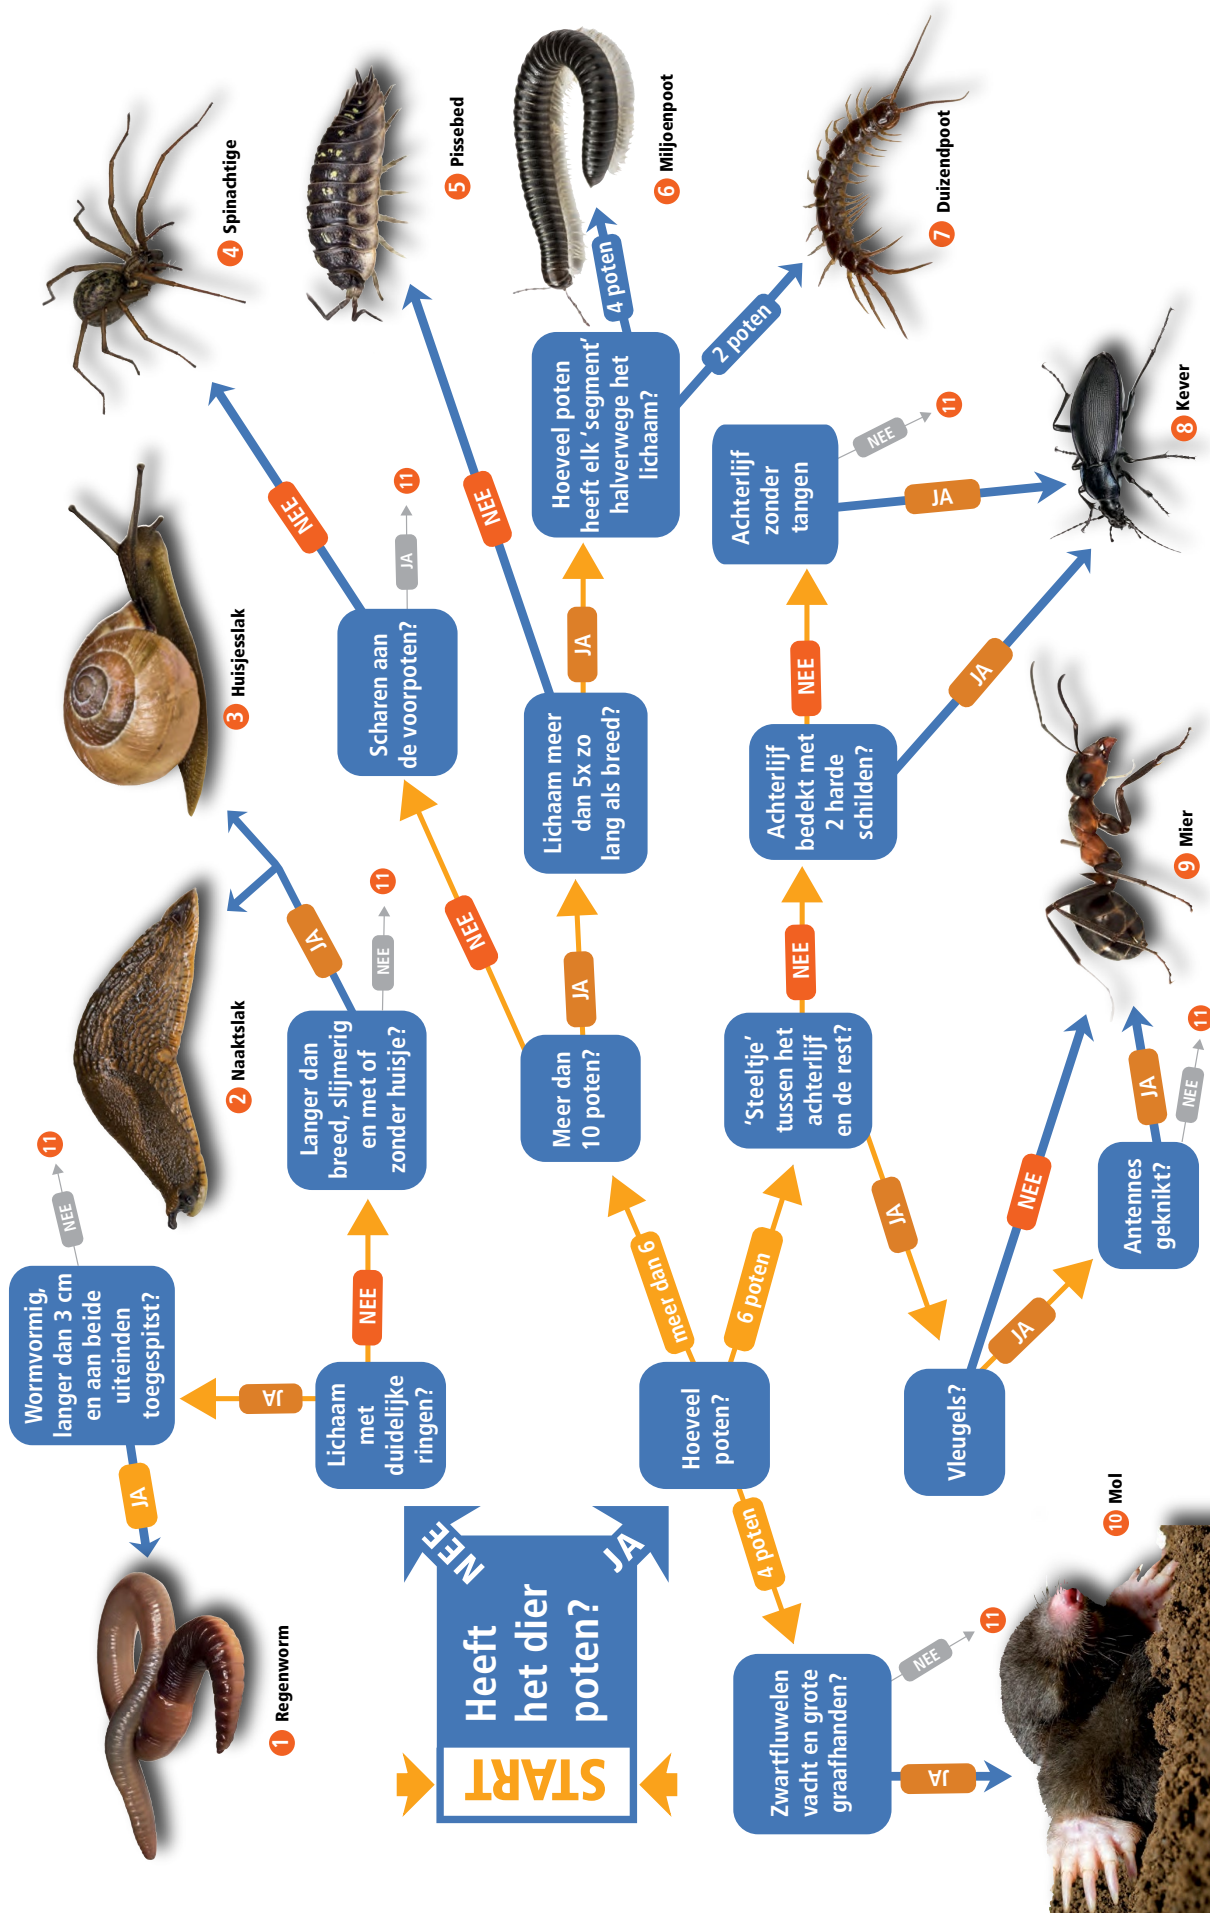 START
Heeft
het dier
poten?
NEE
JA
Lichaam
met
duidelijke
ringen?
JA
NEE
Wormvormig,
langer dan 3 cm
en aan beide
uiteinden
toegespitst?
JA
NEE
11
1 Regenworm
Langer dan
breed, slijmerig
en met of
zonder huisje?
JA
NEE
11
2 Naaktslak
3 Huisjesslak
Hoeveel
poten?
meer dan 6
6 poten
4 poten
Meer dan
10 poten?
NEE
JA
Scharen aan
de voorpoten?
NEE
JA
11
4 Spinachtige
Lichaam meer
dan 5x zo
lang als breed?
NEE
JA
5 Pissebed
Hoeveel poten
heeft elk ‘segment’
halverwege het
lichaam?
4 poten
2 poten
6 Miljoenpoot
7 Duizendpoot
‘Steeltje’
tussen het
achterlijf
en de rest?
NEE
JA
Achterlijf
bedekt met
2 harde
schilden?
NEE
JA
Achterlijf
zonder
tangen
NEE
11
JA
8 Kever
Vleugels?
NEE
JA
Antennes
geknikt?
JA
NEE
11
9 Mier
Zwartfluwelen
vacht en grote
graafhanden?
NEE
11
JA
10 Mol